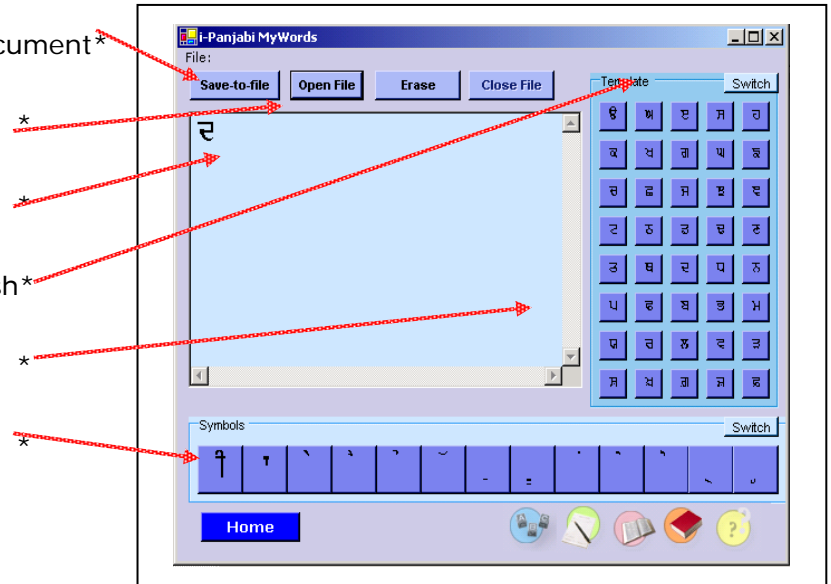 i-Panjabi MyWords
File:
cument*
Save-to-file Open File Erase Close File
Template Switch
*
ੳ ਅ ੲ ਸ ਹ
ਦ
ਕ ਖ ਗ ਘ ਙ
*
ਚ ਛ ਜ ਝ ਞ
ਟ ਠ ਡ ਢ ਣ
h*
ਤ ਥ ਦ ਧ ਨ
ਪ ਫ ਬ ਭ ਮ
*
ਯ ਰ ਲ ਵ ੜ
ਸ਼ ਖ਼ ਗ਼ ਜ਼ ਫ਼
Symbols Switch
*
Home
?